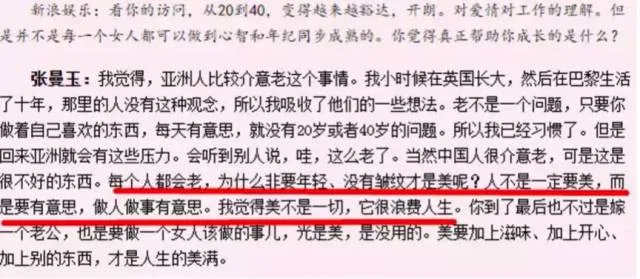 新浪娱乐：看你的访问，从20到40，变得越来越豁达，开朗。对爱情对工作的理解。但
是并不是每一个女人都可以做到心智和年纪同步成熟的。你觉得真正帮助你成长的是什么？
张曼玉：我觉得，亚洲人比较介意老这个事情。我小时候在英国长大，然后在巴黎生活
了十年，那里的人没有这种观念，所以我吸收了他们的一些想法。老不是一个问题，只要你
做着自己喜欢的东西，每天有意思，就没有20岁或者40岁的问题。所以我已经习惯了。但是
回来亚洲就会有这些压力。会听到别人说，哇，这么老了。当然中国人很介意老，可是这是
很不好的东西。每个人都会老，为什么非要年轻、没有皱纹才是美呢？人不是一定要美，而
是要有意思，做人做事有意思。我觉得美不是一切，它很浪费人生。你到了最后也不过是嫁
一个老公，也是要做一个女人该做的事儿，光是美，是没用的。美要加上滋味、加上开心、
加上别的东西，才是人生的美满。